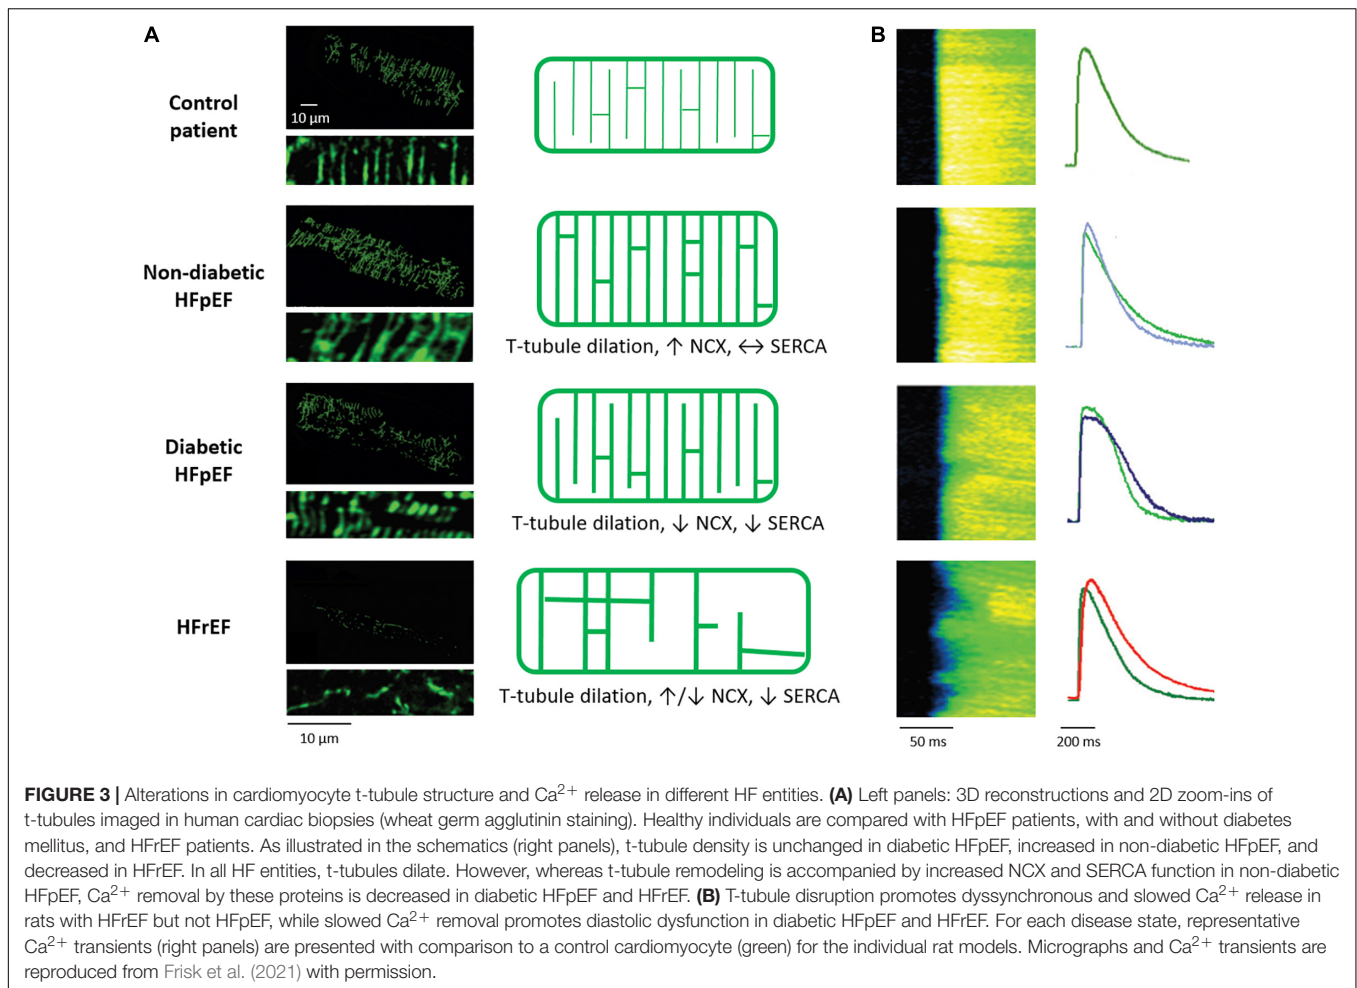 A
B
Control
patient
10 µm
Non-diabetic
HFpEF
T-tubule dilation, ↑ NCX, ↔ SERCA
Diabetic
HFpEF
T-tubule dilation, ↓ NCX, ↓ SERCA
HFrEF
T-tubule dilation, ↑/↓ NCX, ↓ SERCA
10 µm
50 ms
200 ms
FIGURE 3 | Alterations in cardiomyocyte t-tubule structure and Ca²⁺ release in different HF entities. (A) Left panels: 3D reconstructions and 2D zoom-ins of
t-tubules imaged in human cardiac biopsies (wheat germ agglutinin staining). Healthy individuals are compared with HFpEF patients, with and without diabetes
mellitus, and HFrEF patients. As illustrated in the schematics (right panels), t-tubule density is unchanged in diabetic HFpEF, increased in non-diabetic HFpEF, and
decreased in HFrEF. In all HF entities, t-tubules dilate. However, whereas t-tubule remodeling is accompanied by increased NCX and SERCA function in non-diabetic
HFpEF, Ca²⁺ removal by these proteins is decreased in diabetic HFpEF and HFrEF. (B) T-tubule disruption promotes dyssynchronous and slowed Ca²⁺ release in
rats with HFrEF but not HFpEF, while slowed Ca²⁺ removal promotes diastolic dysfunction in diabetic HFpEF and HFrEF. For each disease state, representative
Ca²⁺ transients (right panels) are presented with comparison to a control cardiomyocyte (green) for the individual rat models. Micrographs and Ca²⁺ transients are
reproduced from Frisk et al. (2021) with permission.